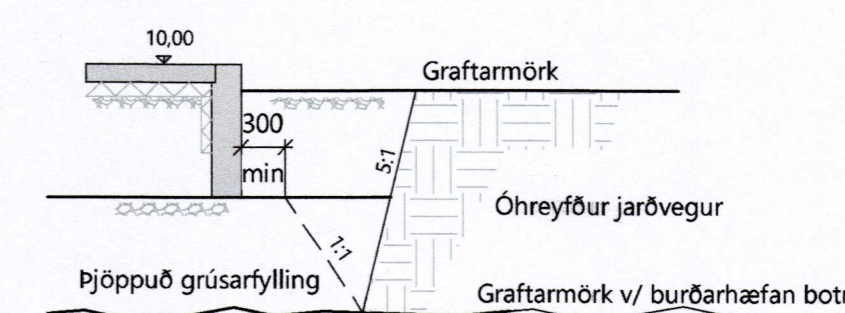 10,00
Graftarmörk
300
min
5:1
Óhreyfður jarðvegur
1:1
Þjöppuð grúsarfylling
Graftarmörk v/ burðarhæfan